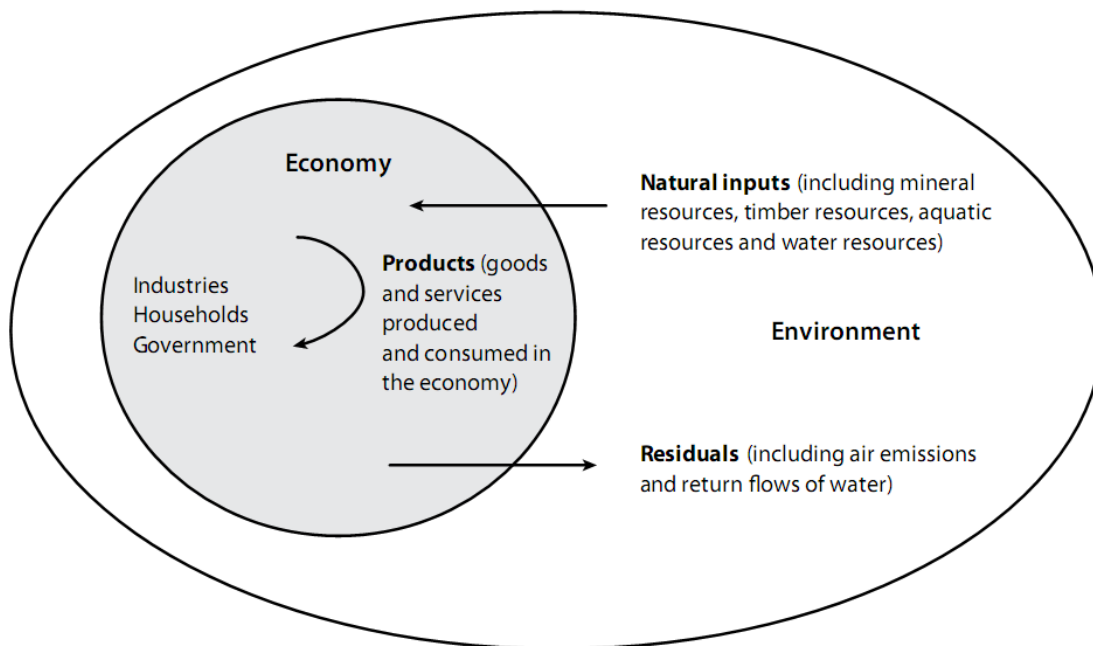 Economy
Natural inputs (including mineral
resources, timber resources, aquatic
resources and water resources)
Industries
Households
Government
Products (goods
and services
produced
and consumed in
the economy)
Environment
Residuals (including air emissions
and return flows of water)